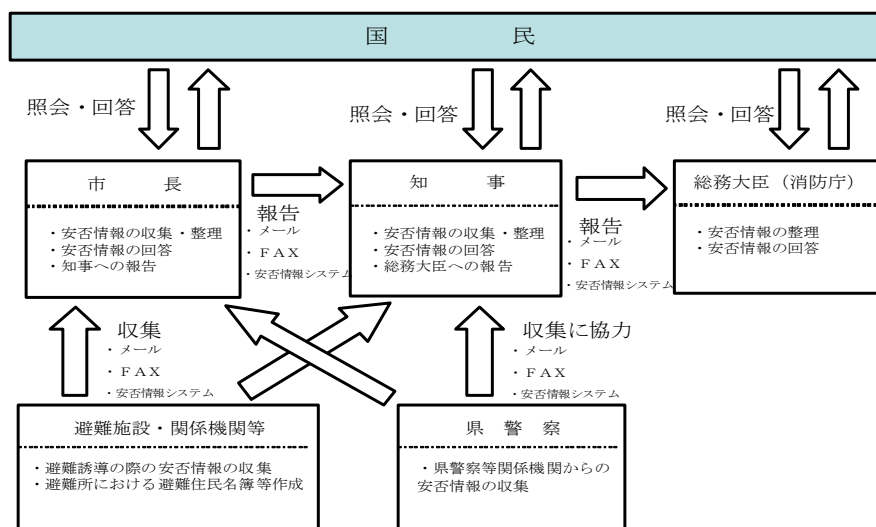 国　　　民
照会・回答
照会・回答
照会・回答
市　　長
・安否情報の収集・整理
・安否情報の回答
・知事への報告
報告
・メール
・ＦＡＸ
・安否情報システム
知　　事
・安否情報の収集・整理
・安否情報の回答
・総務大臣への報告
報告
・メール
・ＦＡＸ
・安否情報システム
総務大臣（消防庁）
・安否情報の整理
・安否情報の回答
収集
・メール
・ＦＡＸ
・安否情報システム
収集に協力
・メール
・ＦＡＸ
・安否情報システム
避難施設・関係機関等
・避難誘導の際の安否情報の収集
・避難所における避難住民名簿等作成
県　警　察
・県警察等関係機関からの
安否情報の収集